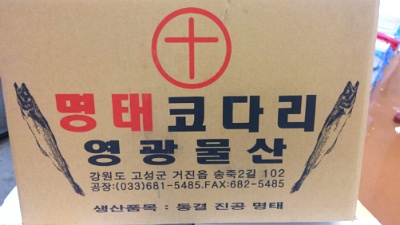 명태코다리
영광물산
강원도 고성군 거진읍 송죽2길 102
공장:(033)681-5485.FAX:682-5485
생산품목 : 동결 진공 명태